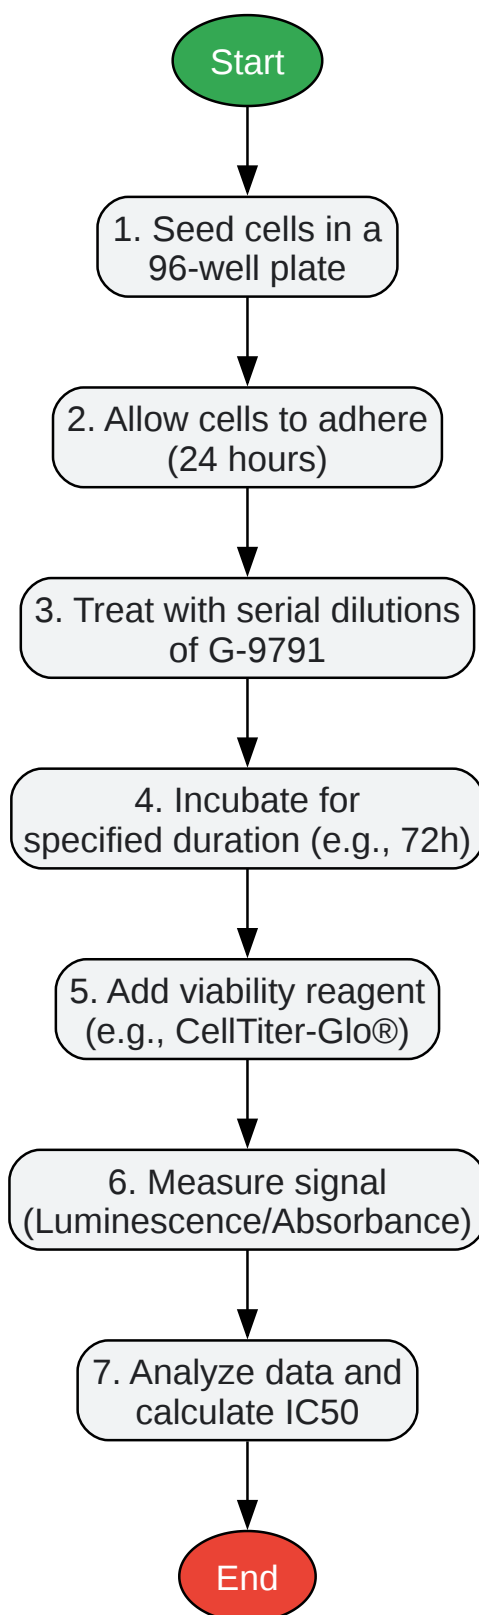 Start
1. Seed cells in a
96-well plate
2. Allow cells to adhere
(24 hours)
3. Treat with serial dilutions
of G-9791
4. Incubate for
specified duration (e.g., 72h)
5. Add viability reagent
(e.g., CellTiter-Glo®)
6. Measure signal
(Luminescence/Absorbance)
7. Analyze data and
calculate IC50
End